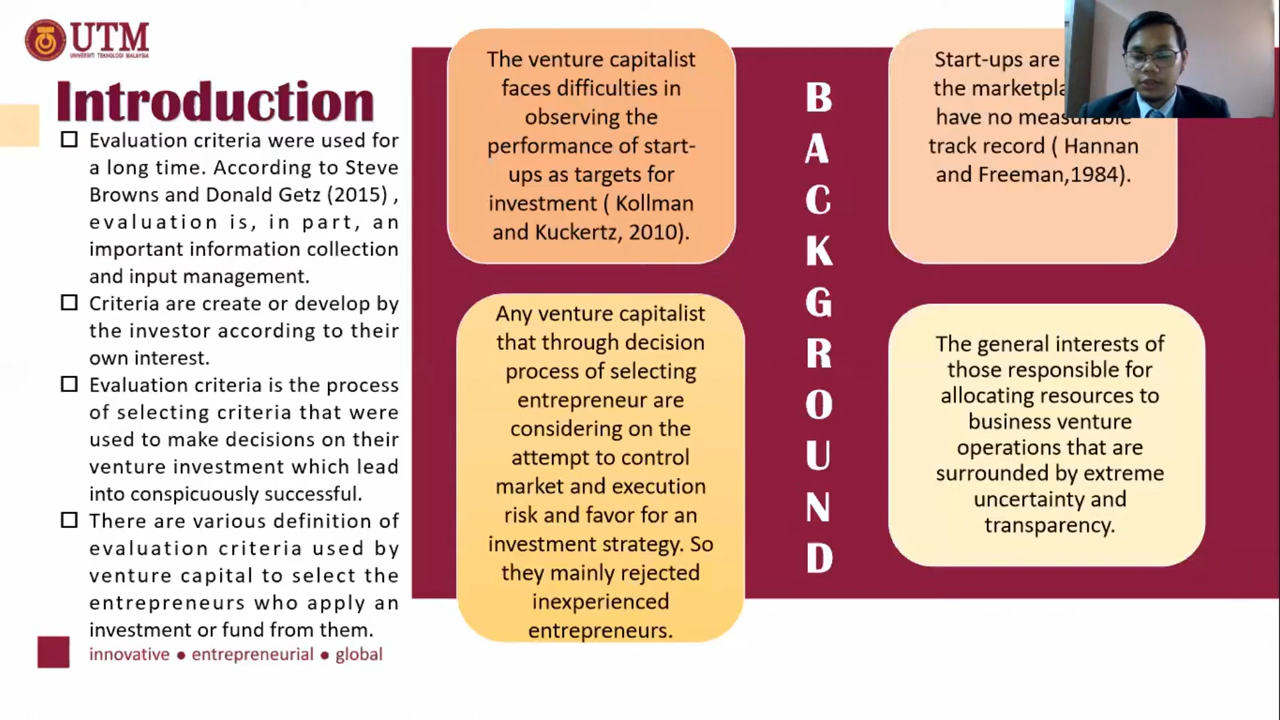 UTM
UNIVERSITI TEKNOLOGI MALAYSIA
Introduction
☐ Evaluation criteria were used for
a long time. According to Steve
Browns and Donald Getz (2015) ,
evaluation is, in part, an
important information collection
and input management.
☐ Criteria are create or develop by
the investor according to their
own interest.
☐ Evaluation criteria is the process
of selecting criteria that were
used to make decisions on their
venture investment which lead
into conspicuously successful.
☐ There are various definition of
evaluation criteria used by
venture capital to select the
entrepreneurs who apply an
investment or fund from them.
innovative ● entrepreneurial ● global
The venture capitalist
faces difficulties in
observing the
performance of start-
ups as targets for
investment ( Kollman
and Kuckertz, 2010).
Any venture capitalist
that through decision
process of selecting
entrepreneur are
considering on the
attempt to control
market and execution
risk and favor for an
investment strategy. So
they mainly rejected
inexperienced
entrepreneurs.
B
A
C
K
G
R
O
U
N
D
Start-ups are
the
have no measurable
track record ( Hannan
and Freeman,1984).
The general interests of
those responsible for
allocating resources to
business venture
operations that are
surrounded by extreme
uncertainty and
transparency.